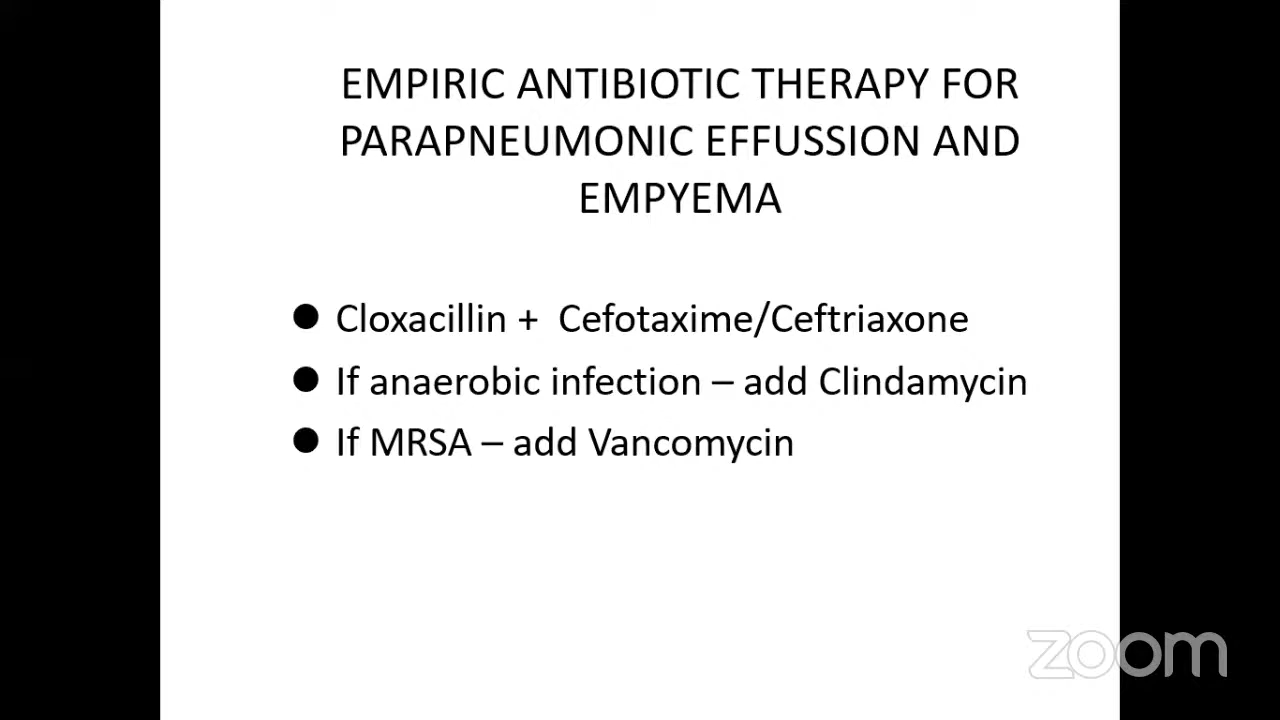 EMPIRIC ANTIBIOTIC THERAPY FOR
PARAPNEUMONIC EFFUSSION AND
EMPYEMA
● Cloxacillin + Cefotaxime/Ceftriaxone
● If anaerobic infection – add Clindamycin
● If MRSA – add Vancomycin
zoom